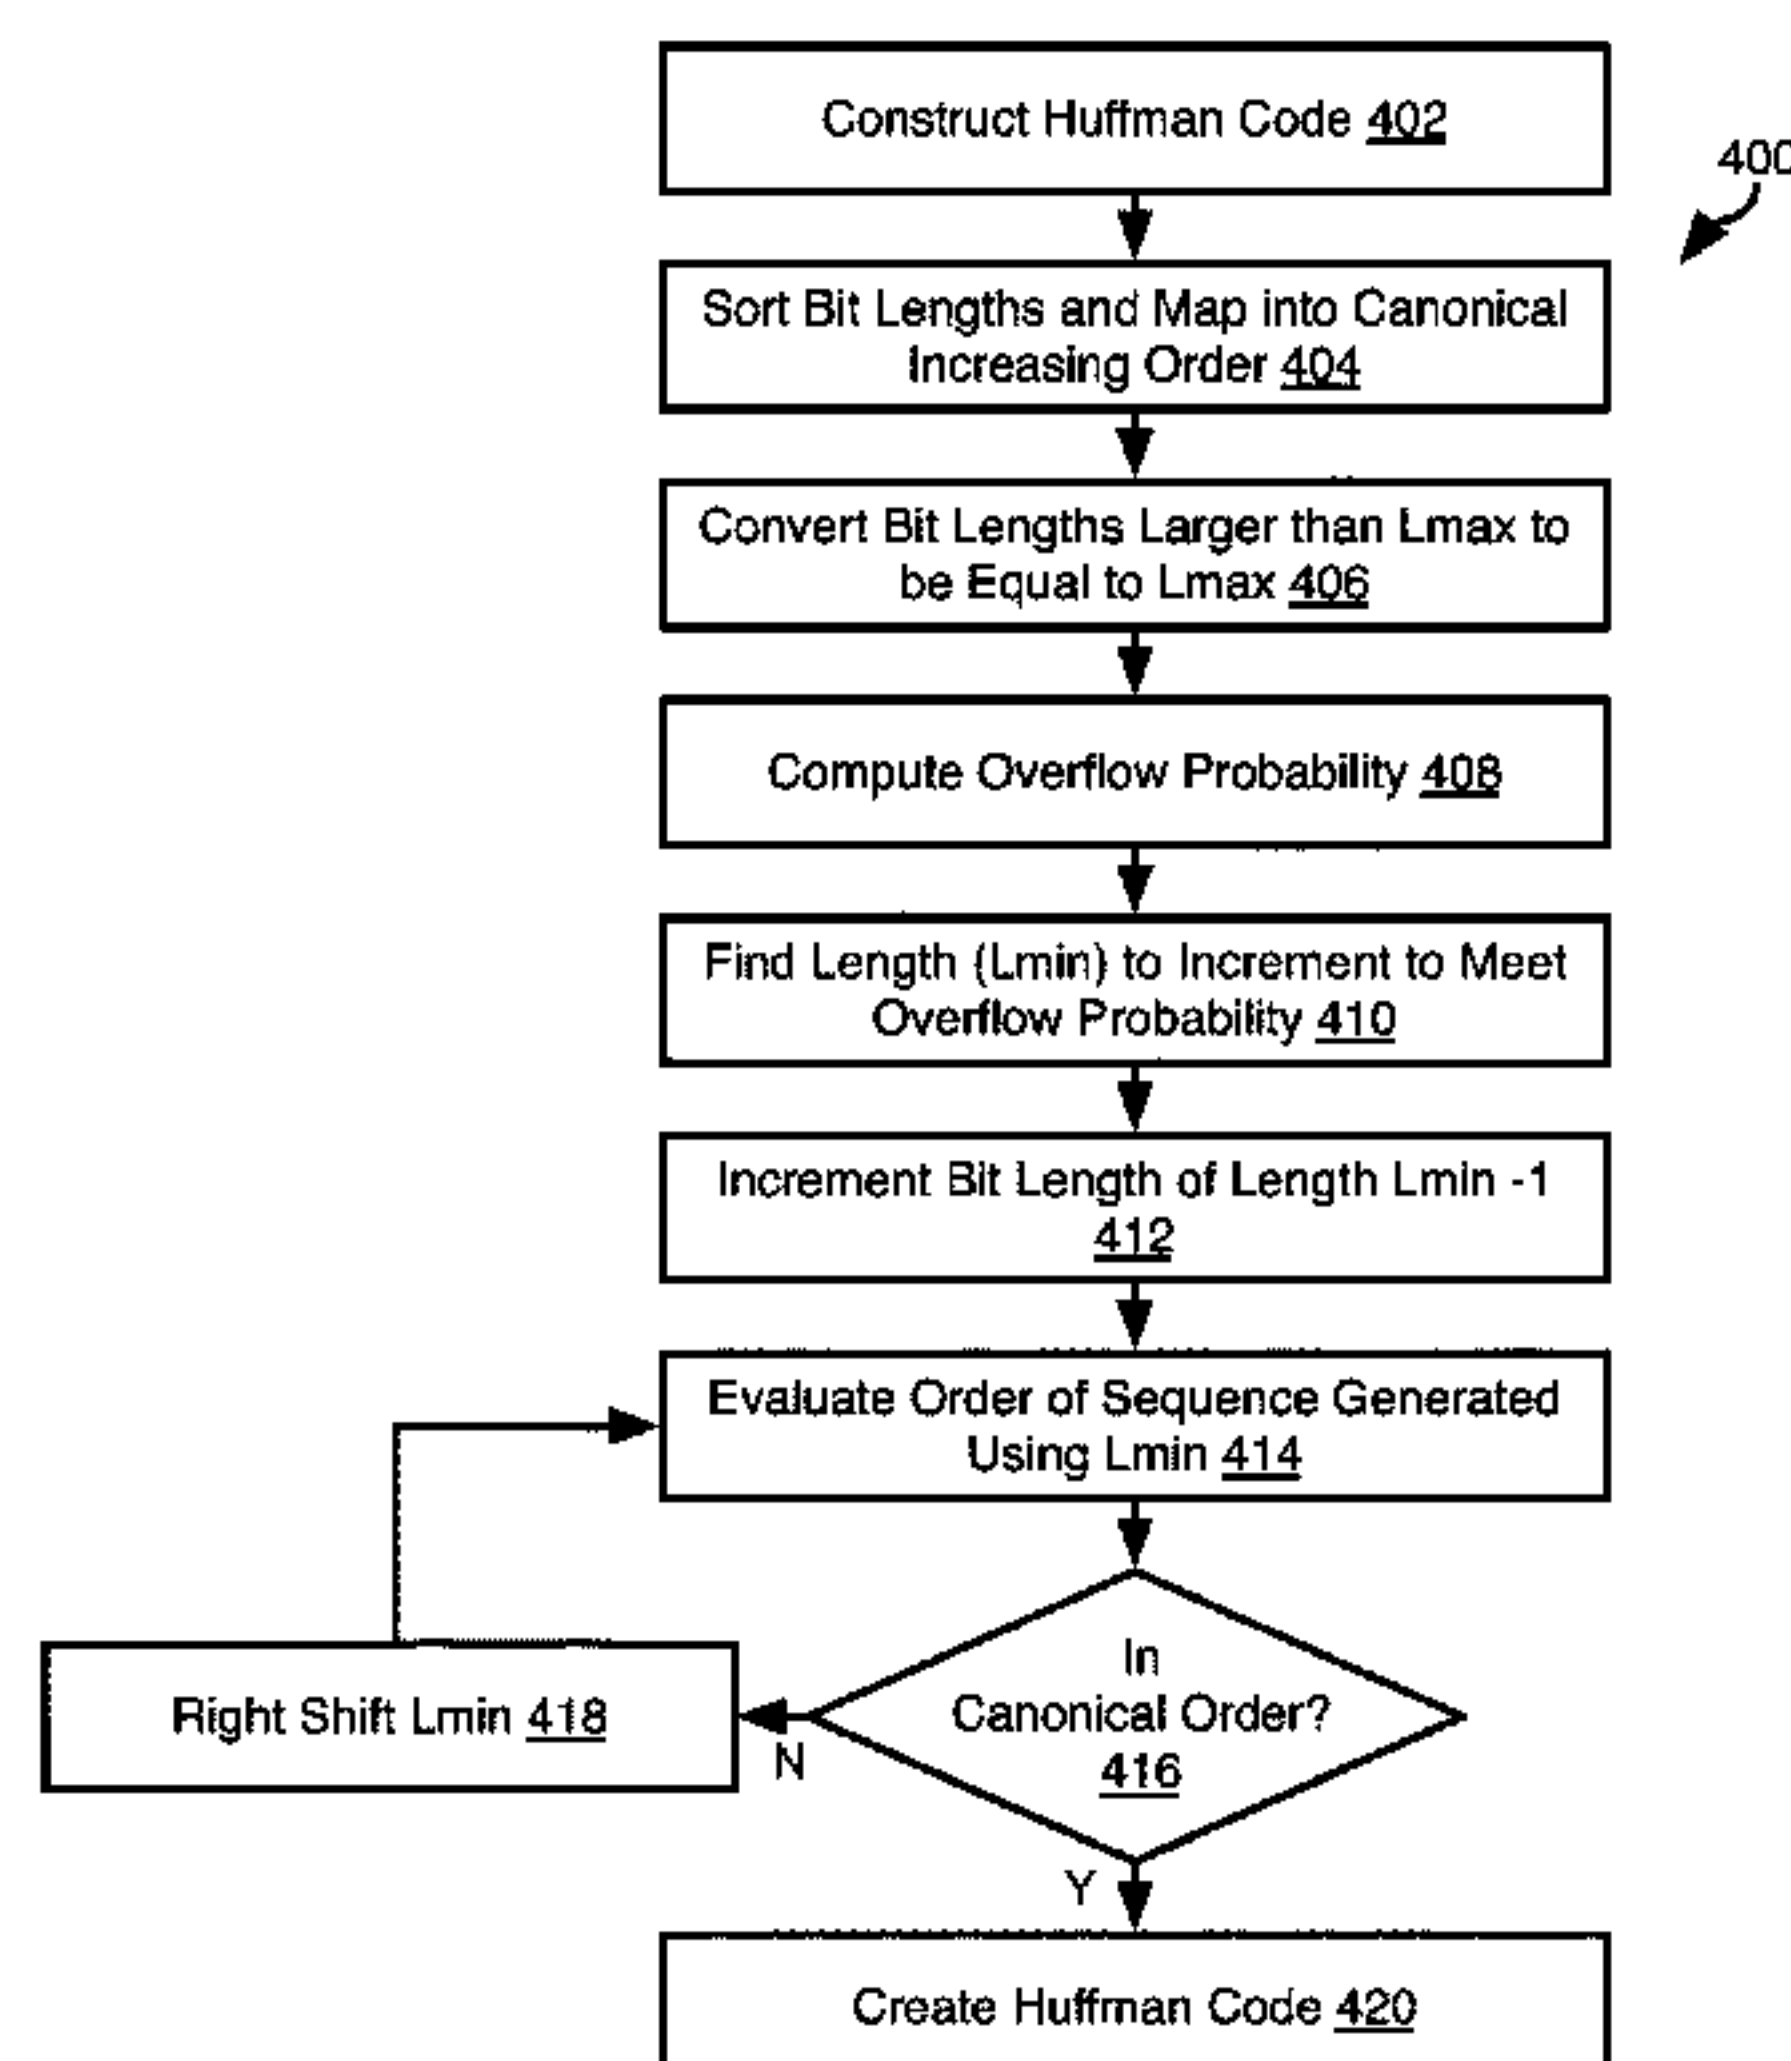 Construct Huffman Code 402
400
Sort Bit Lengths and Map into Canonical
Increasing Order 404
Convert Bit Lengths Larger than Lmax to
be Equal to Lmax 406
Compute Overflow Probability 408
Find Length (Lmin) to Increment to Meet
Overflow Probability 410
Increment Bit Length of Length Lmin -1
412
Evaluate Order of Sequence Generated
Using Lmin 414
In
Canonical Order?
416
Right Shift Lmin 418
N
Y
Create Huffman Code 420